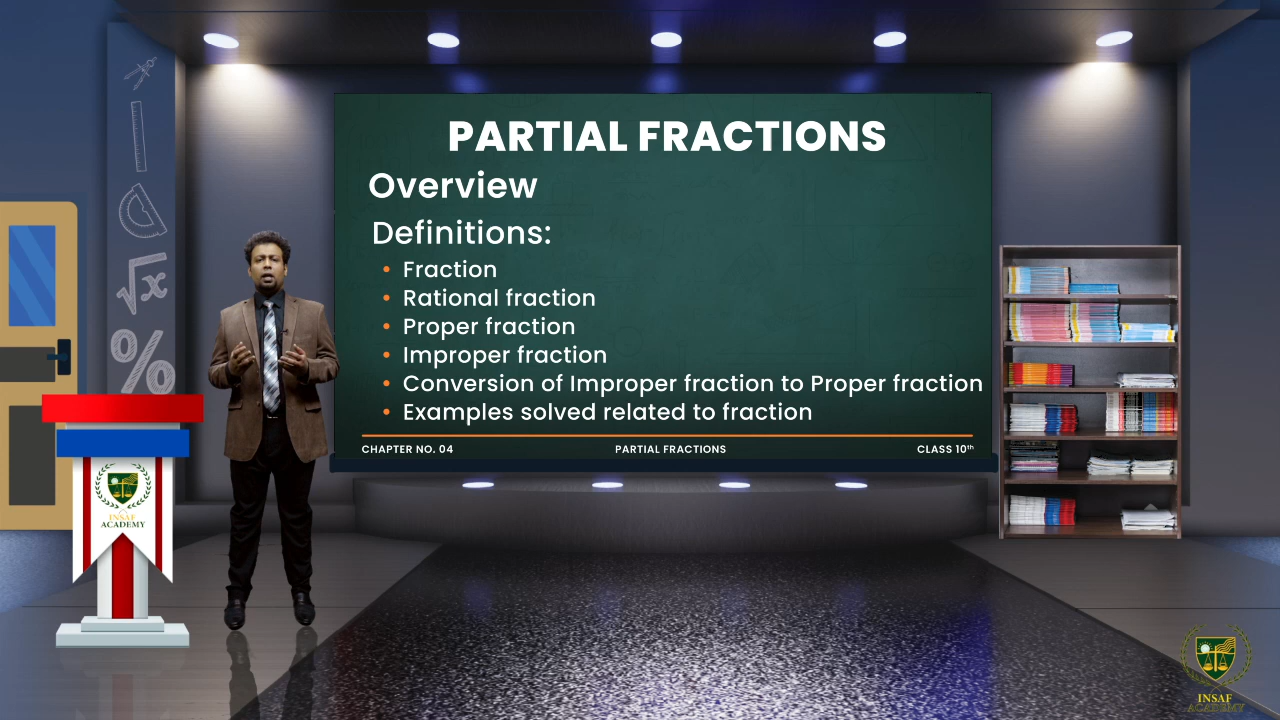 PARTIAL FRACTIONS
Overview
Definitions:
• Fraction
• Rational fraction
• Proper fraction
• Improper fraction
• Conversion of Improper fraction to Proper fraction
• Examples solved related to fraction
CHAPTER NO. 04 PARTIAL FRACTIONS CLASS 10th
√x
%
INSAF
ACADEMY
INSAF
ACADEMY